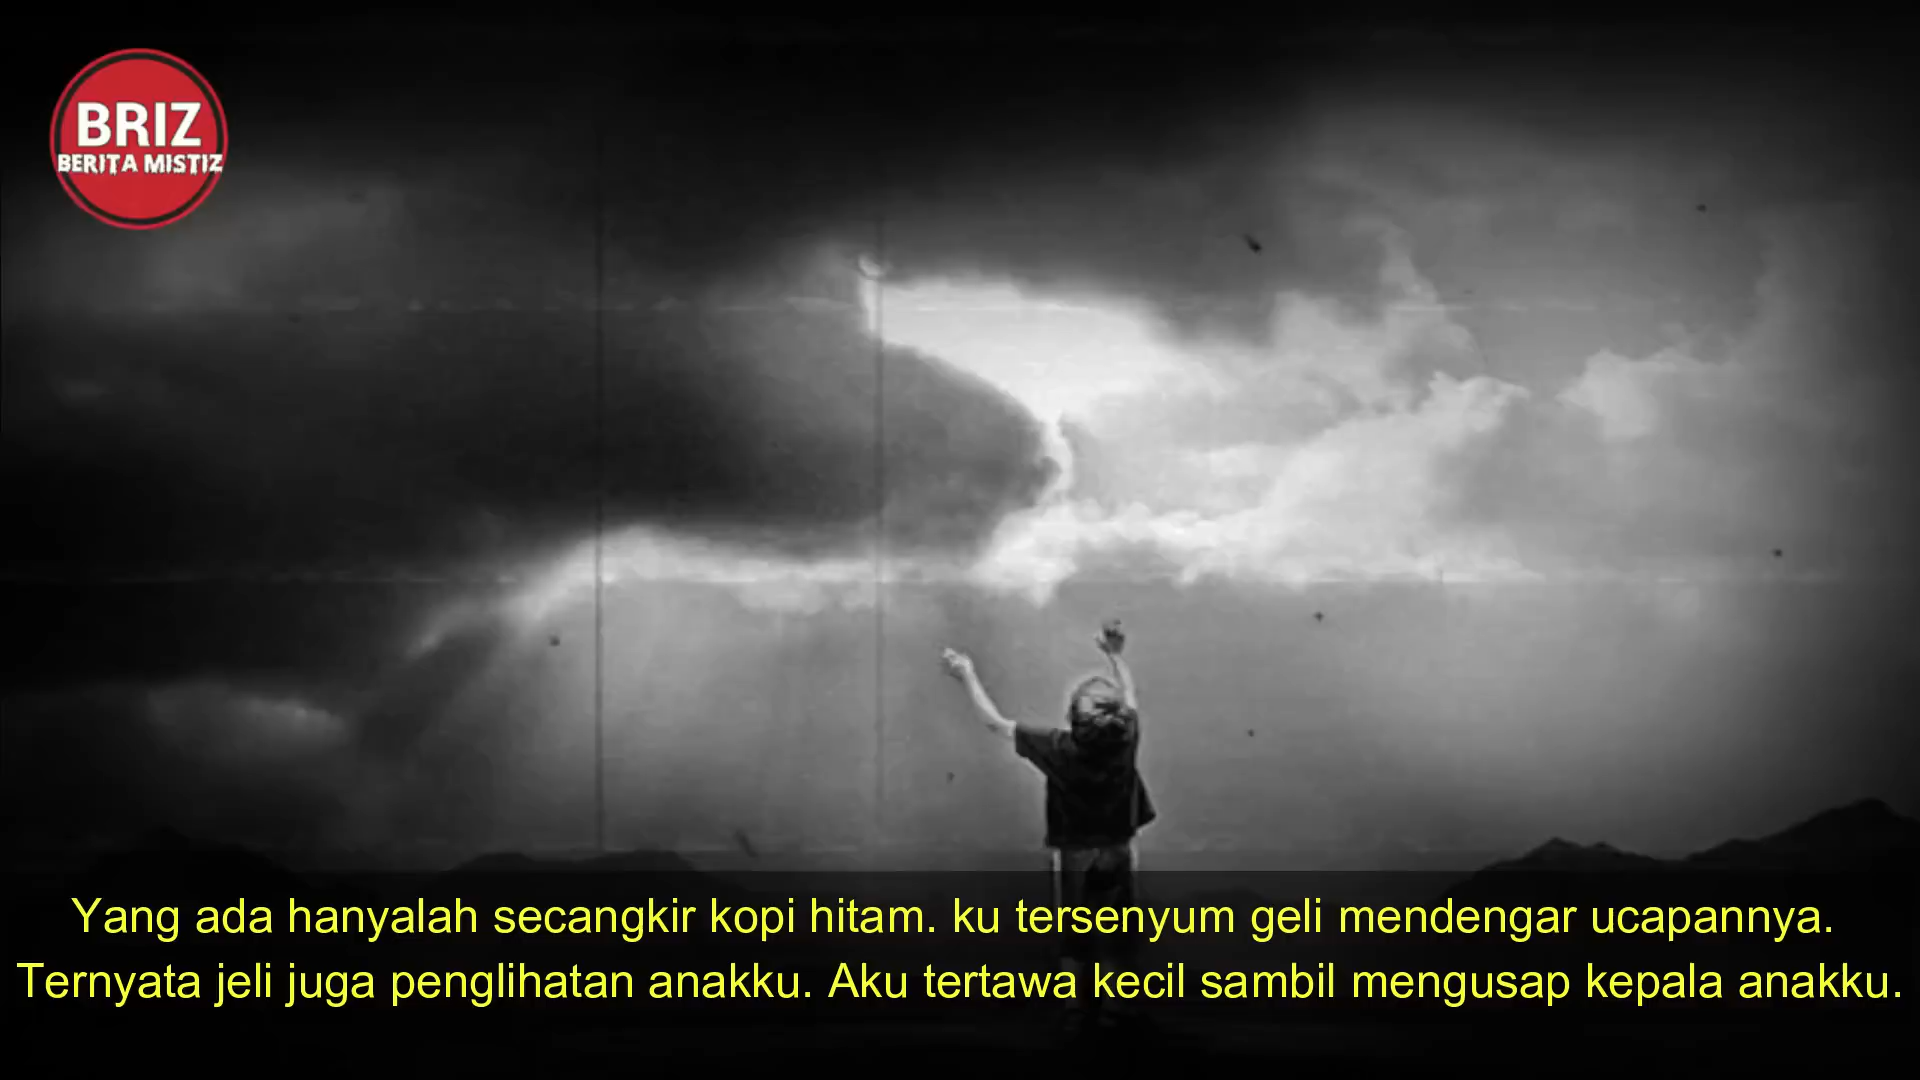 BRIZ
BERITA MISTIZ
Yang ada hanyalah secangkir kopi hitam. ku tersenyum geli mendengar ucapannya.
Ternyata jeli juga penglihatan anakku. Aku tertawa kecil sambil mengusap kepala anakku.